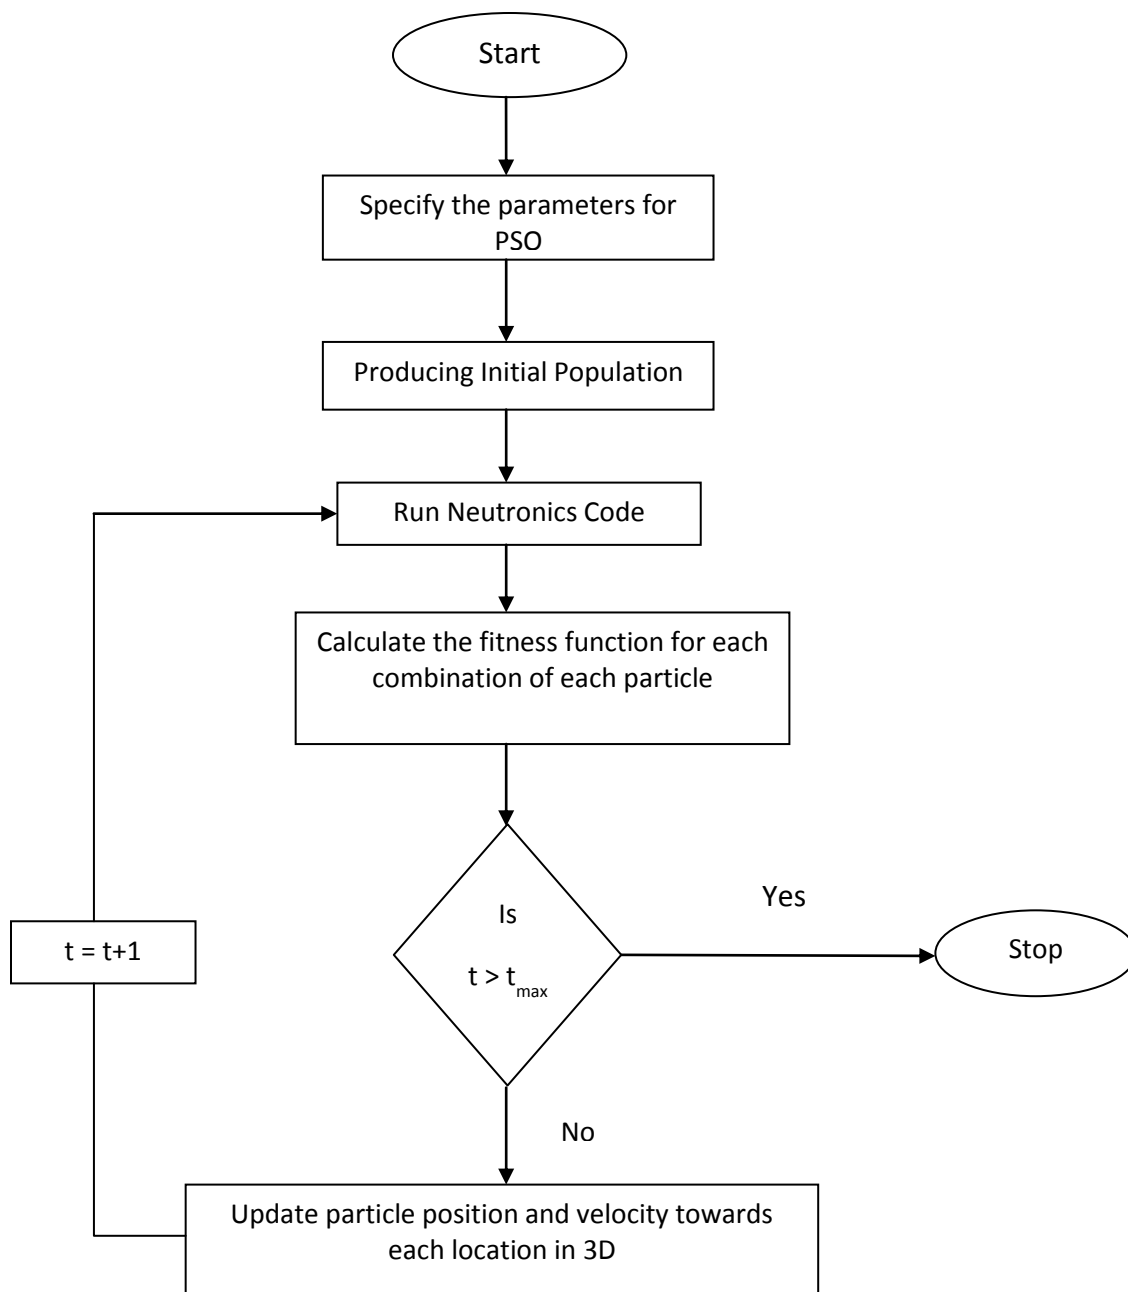 Start
Specify the parameters for
PSO
Producing Initial Population
Run Neutronics Code
Calculate the fitness function for each
combination of each particle
Is
t > tmax
Yes
Stop
t = t+1
No
Update particle position and velocity towards
each location in 3D